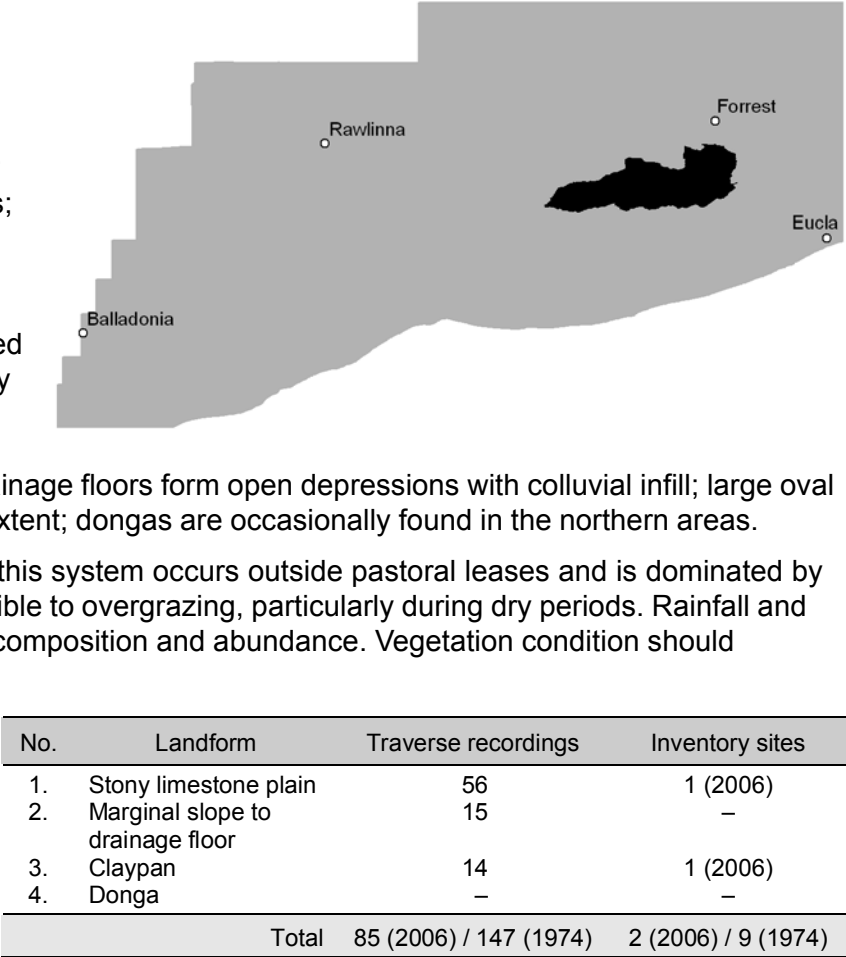 Forrest
Rawlinna
s;
Eucla
Balladonia
ed
y
inage floors form open depressions with colluvial infill; large oval
xtent; dongas are occasionally found in the northern areas.
this system occurs outside pastoral leases and is dominated by
ible to overgrazing, particularly during dry periods. Rainfall and
composition and abundance. Vegetation condition should
No. Landform Traverse recordings Inventory sites
1. Stony limestone plain 56 1 (2006)
2. Marginal slope to 15 –
drainage floor
3. Claypan 14 1 (2006)
4. Donga – –
Total 85 (2006) / 147 (1974) 2 (2006) / 9 (1974)